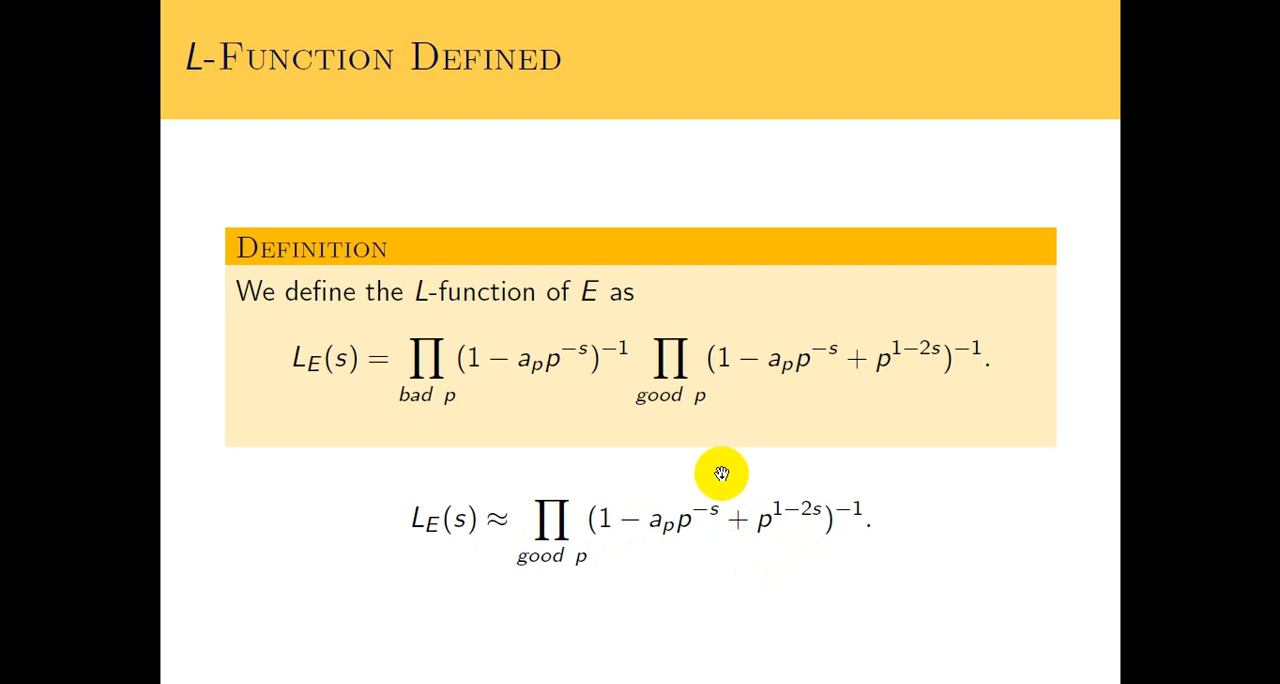 L-Function Defined
Definition
We define the L-function of E as
L_E(s) = ∏_{bad p} (1 − a_p p^{−s})^{−1} ∏_{good p} (1 − a_p p^{−s} + p^{1−2s})^{−1}.
L_E(s) ≈ ∏_{good p} (1 − a_p p^{−s} + p^{1−2s})^{−1}.